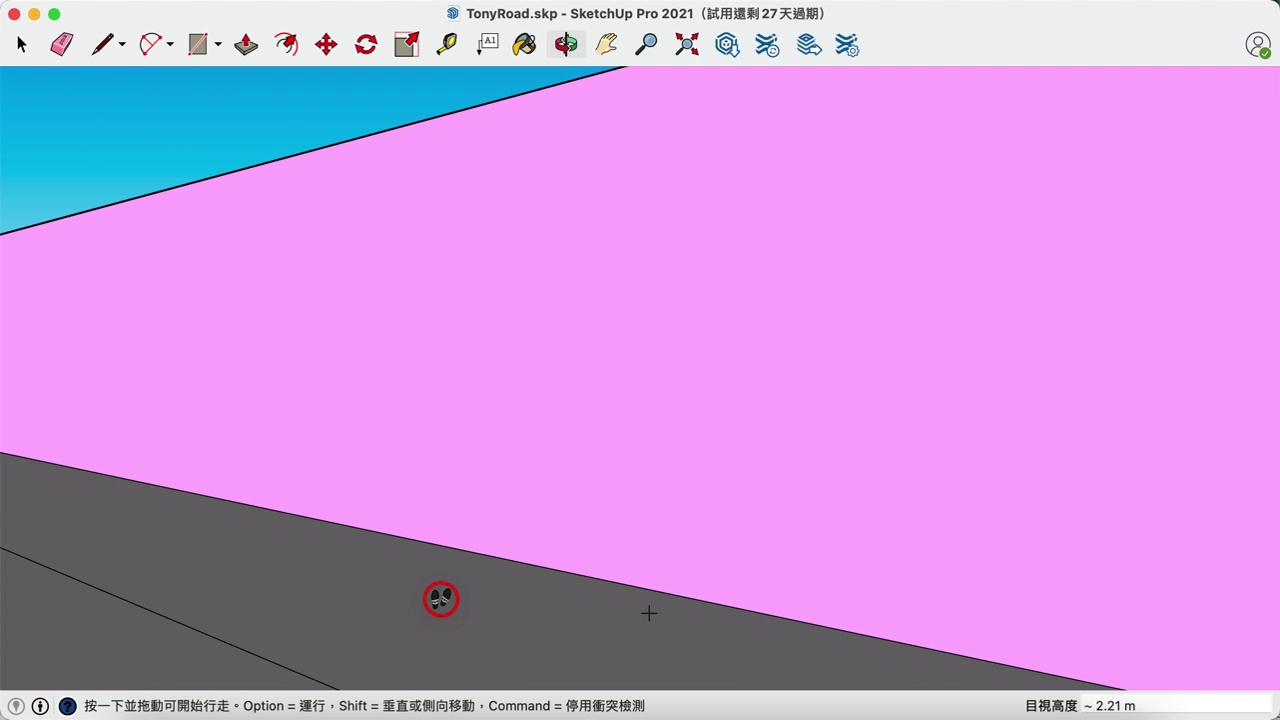 TonyRoad.skp - SketchUp Pro 2021（試用還剩 27 天過期）
A1
按一下並拖動可開始行走。Option = 運行，Shift = 垂直或側向移動，Command = 停用衝突檢測
目視高度 ~ 2.21 m